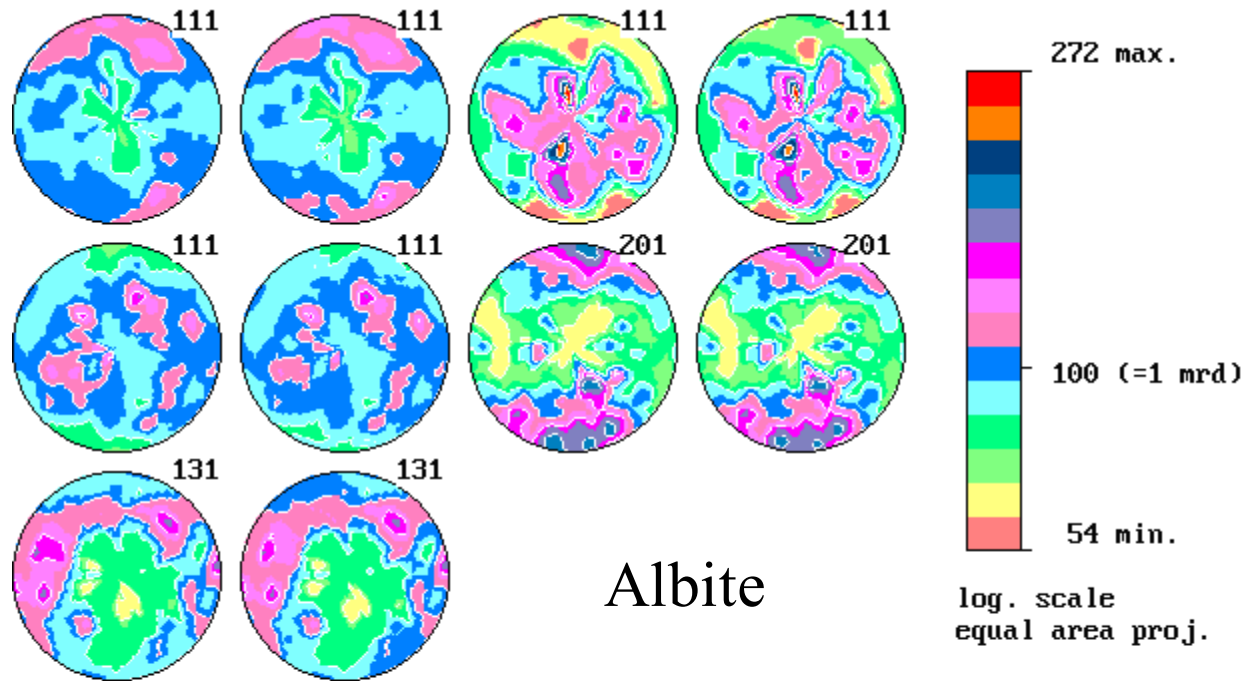 111 111 111 111
111 111 201 201
131 131
Albite
272 max.
100 (=1 mrd)
54 min.
log. scale
equal area proj.